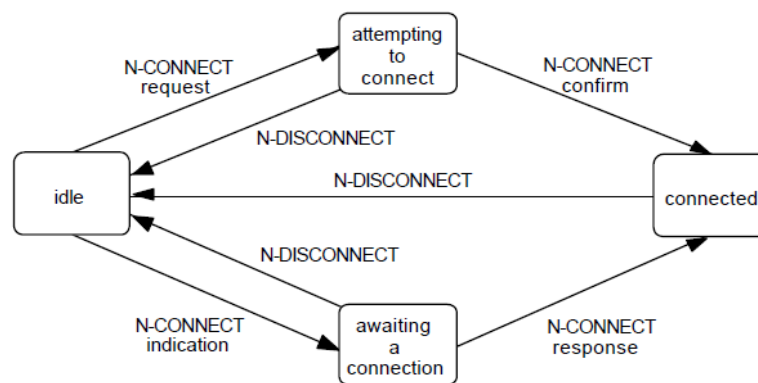 attempting
to
connect
N-CONNECT
request
N-CONNECT
confirm
N-DISCONNECT
idle
N-DISCONNECT
connected
N-DISCONNECT
N-CONNECT
indication
awaiting
a
connection
N-CONNECT
response